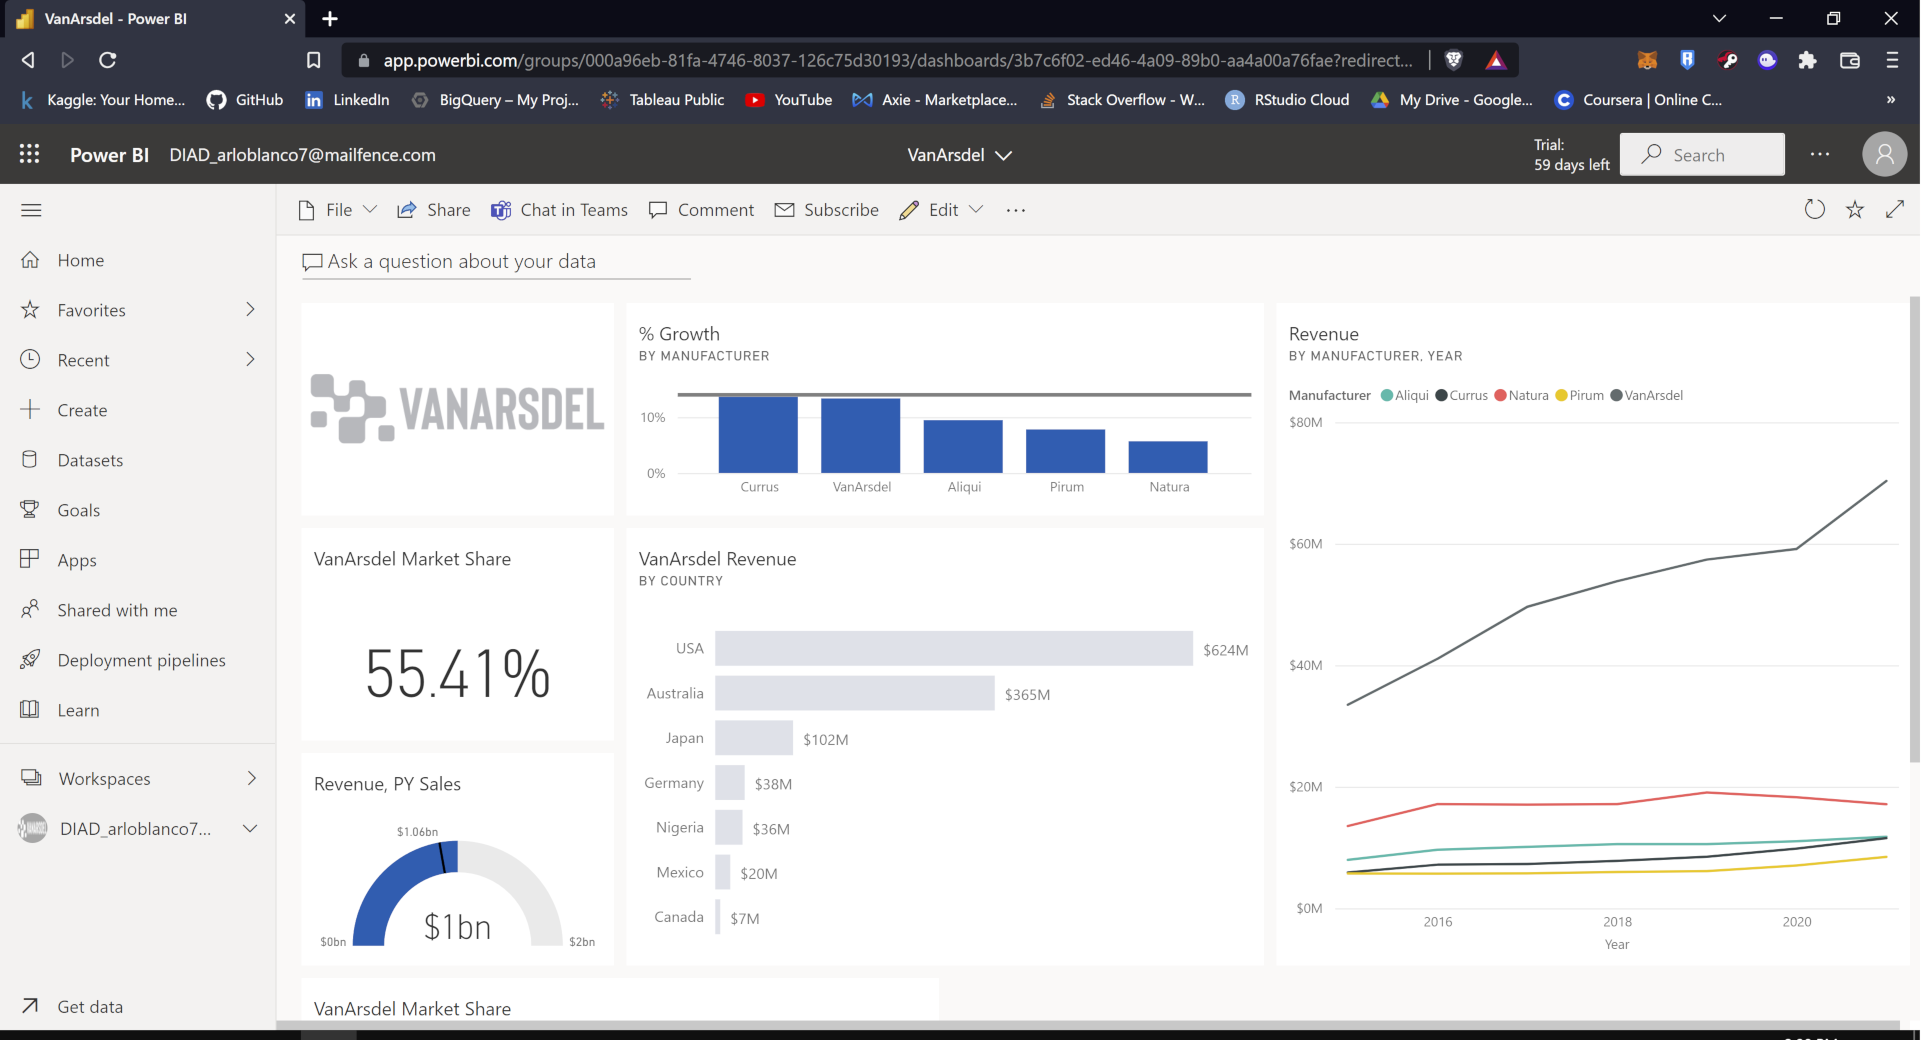 VanArsdel - Power BI
app.powerbi.com/groups/000a96eb-81fa-4746-8037-126c75d30193/dashboards/3b7c6f02-ed46-4a09-89b0-aa4a00a76fae?redirect...
Kaggle: Your Home... GitHub LinkedIn BigQuery – My Proj... Tableau Public YouTube Axie - Marketplace... Stack Overflow - W... RStudio Cloud My Drive - Google... Coursera | Online C... »
Power BI DIAD_arloblanco7@mailfence.com VanArsdel
Trial:
59 days left
Search
File Share Chat in Teams Comment Subscribe Edit
Home
Favorites
Recent
Create
Datasets
Goals
Apps
Shared with me
Deployment pipelines
Learn
Workspaces
DIAD_arloblanco7...
Get data
Ask a question about your data
VANARSDEL
% Growth
BY MANUFACTURER
10%
0%
Currus VanArsdel Aliqui Pirum Natura
Revenue
BY MANUFACTURER, YEAR
Manufacturer Aliqui Currus Natura Pirum VanArsdel
$80M
$60M
$40M
$20M
$0M
2016 2018 2020
Year
VanArsdel Market Share
55.41%
VanArsdel Revenue
BY COUNTRY
USA $624M
Australia $365M
Japan $102M
Germany $38M
Nigeria $36M
Mexico $20M
Canada $7M
Revenue, PY Sales
$1.06bn
$1bn
$0bn $2bn
VanArsdel Market Share